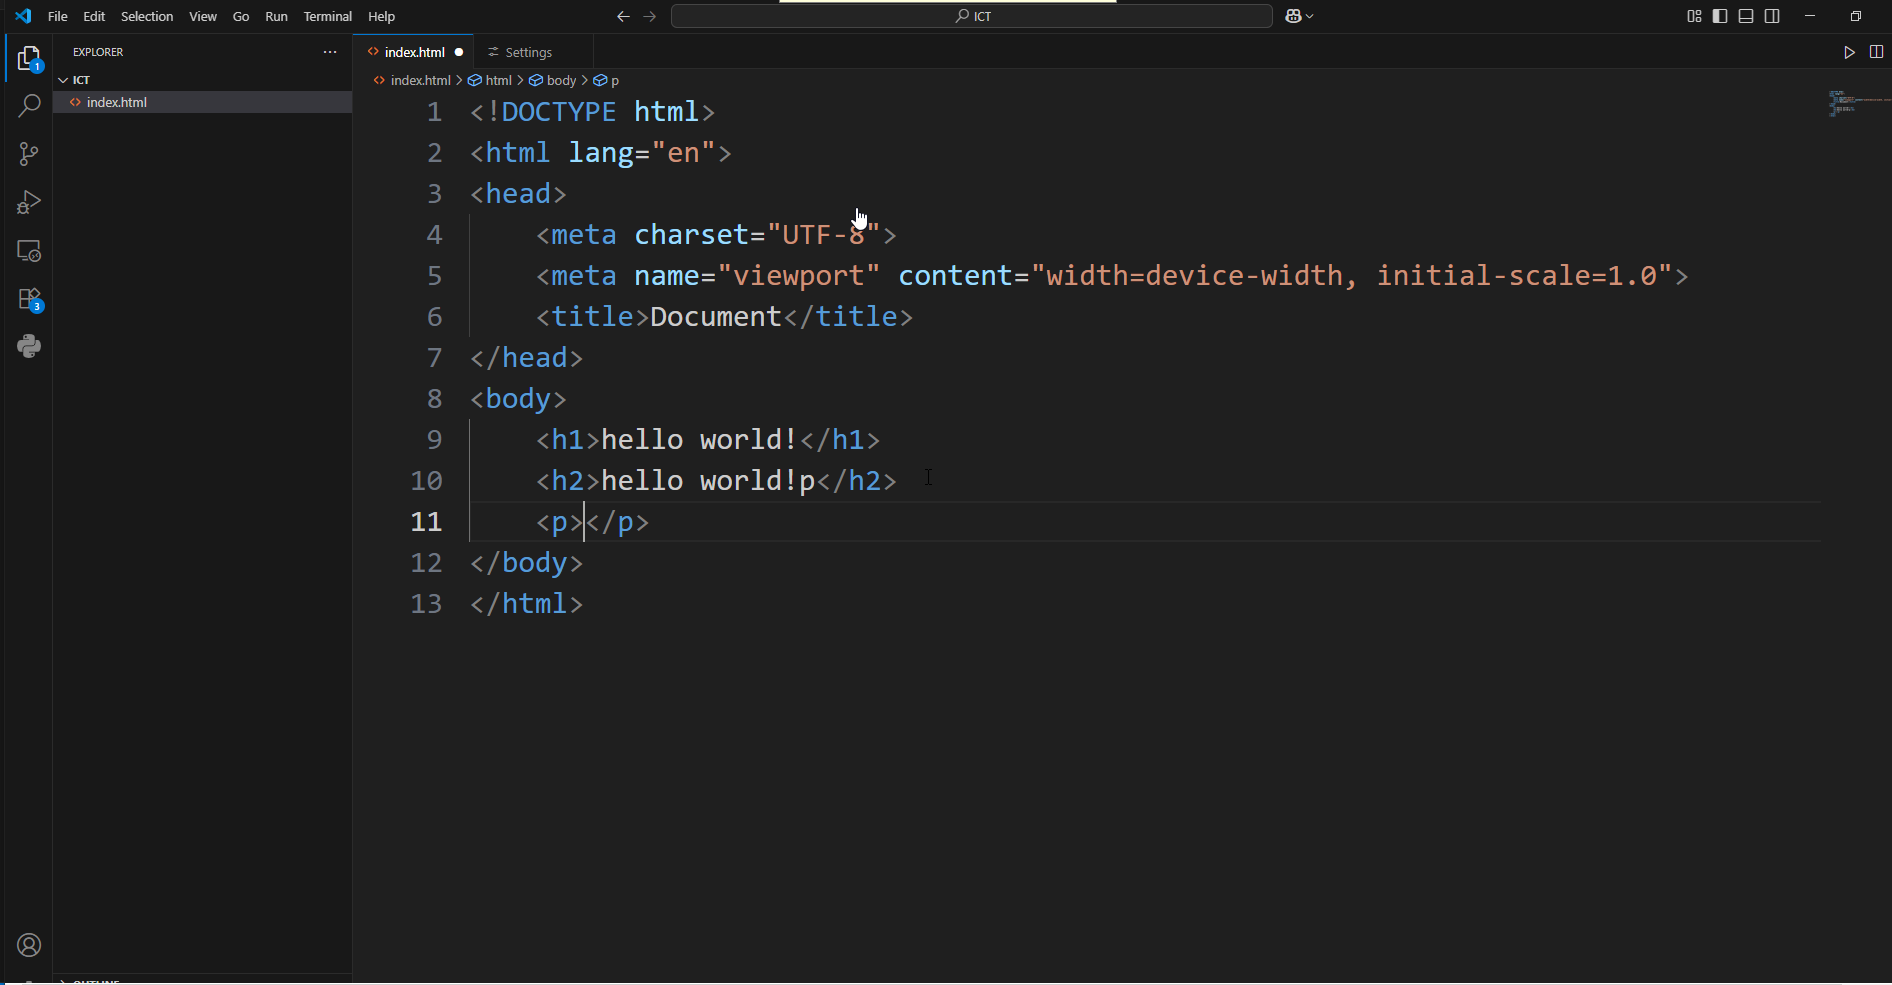 File Edit Selection View Go Run Terminal Help
ICT
EXPLORER
ICT
index.html
1
3
index.html
Settings
index.html > html > body > p
1 <!DOCTYPE html>
2 <html lang="en">
3 <head>
4 <meta charset="UTF-8">
5 <meta name="viewport" content="width=device-width, initial-scale=1.0">
6 <title>Document</title>
7 </head>
8 <body>
9 <h1>hello world!</h1>
10 <h2>hello world!p</h2>
11 <p></p>
12 </body>
13 </html>